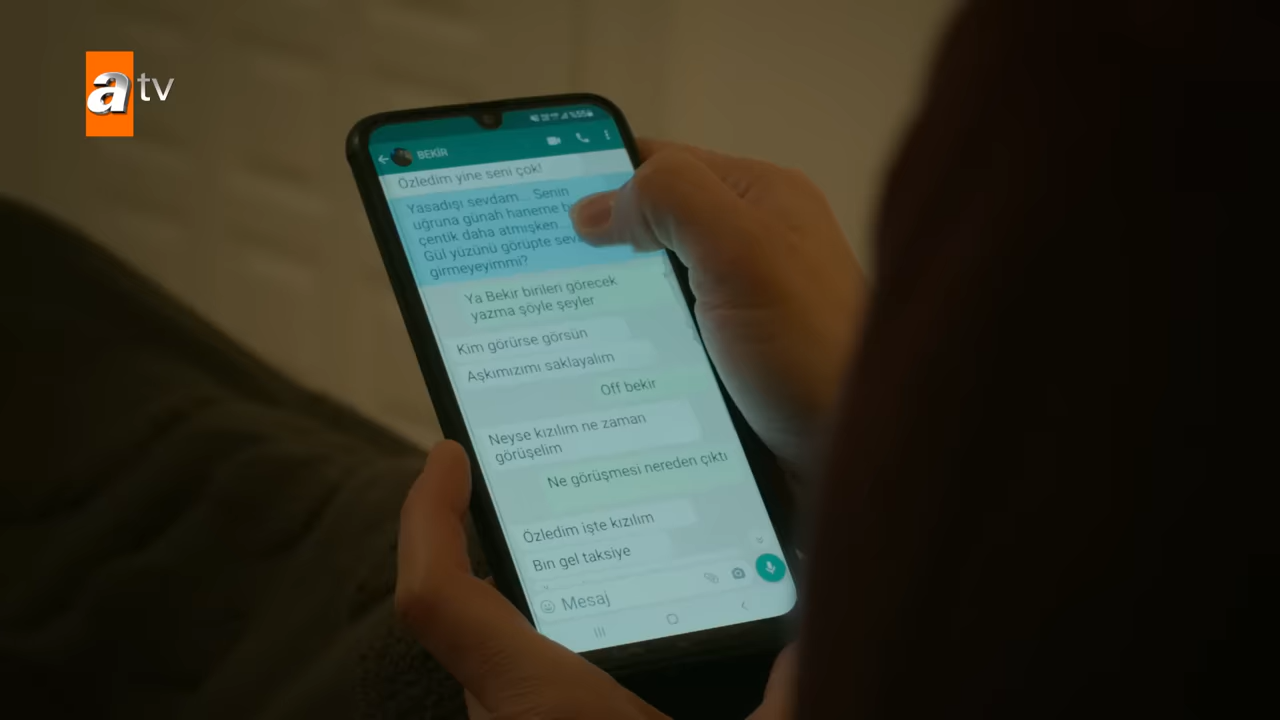 atv
BEKİR
Özledim yine seni çok!
Yasadışı sevdam... Senin
uğruna günah haneme
çentik daha atmışken...
Gül yüzünü görüpte
girmeyeyimmi?
Ya Bekir birileri görecek
yazma şöyle şeyler
Kim görürse görsün
Aşkımızımı saklayalım
Off bekir
Neyse kızılım ne zaman
görüşelim
Ne görüşmesi nereden çıktı
Özledim işte kızılım
Bin gel taksiye
Mesaj